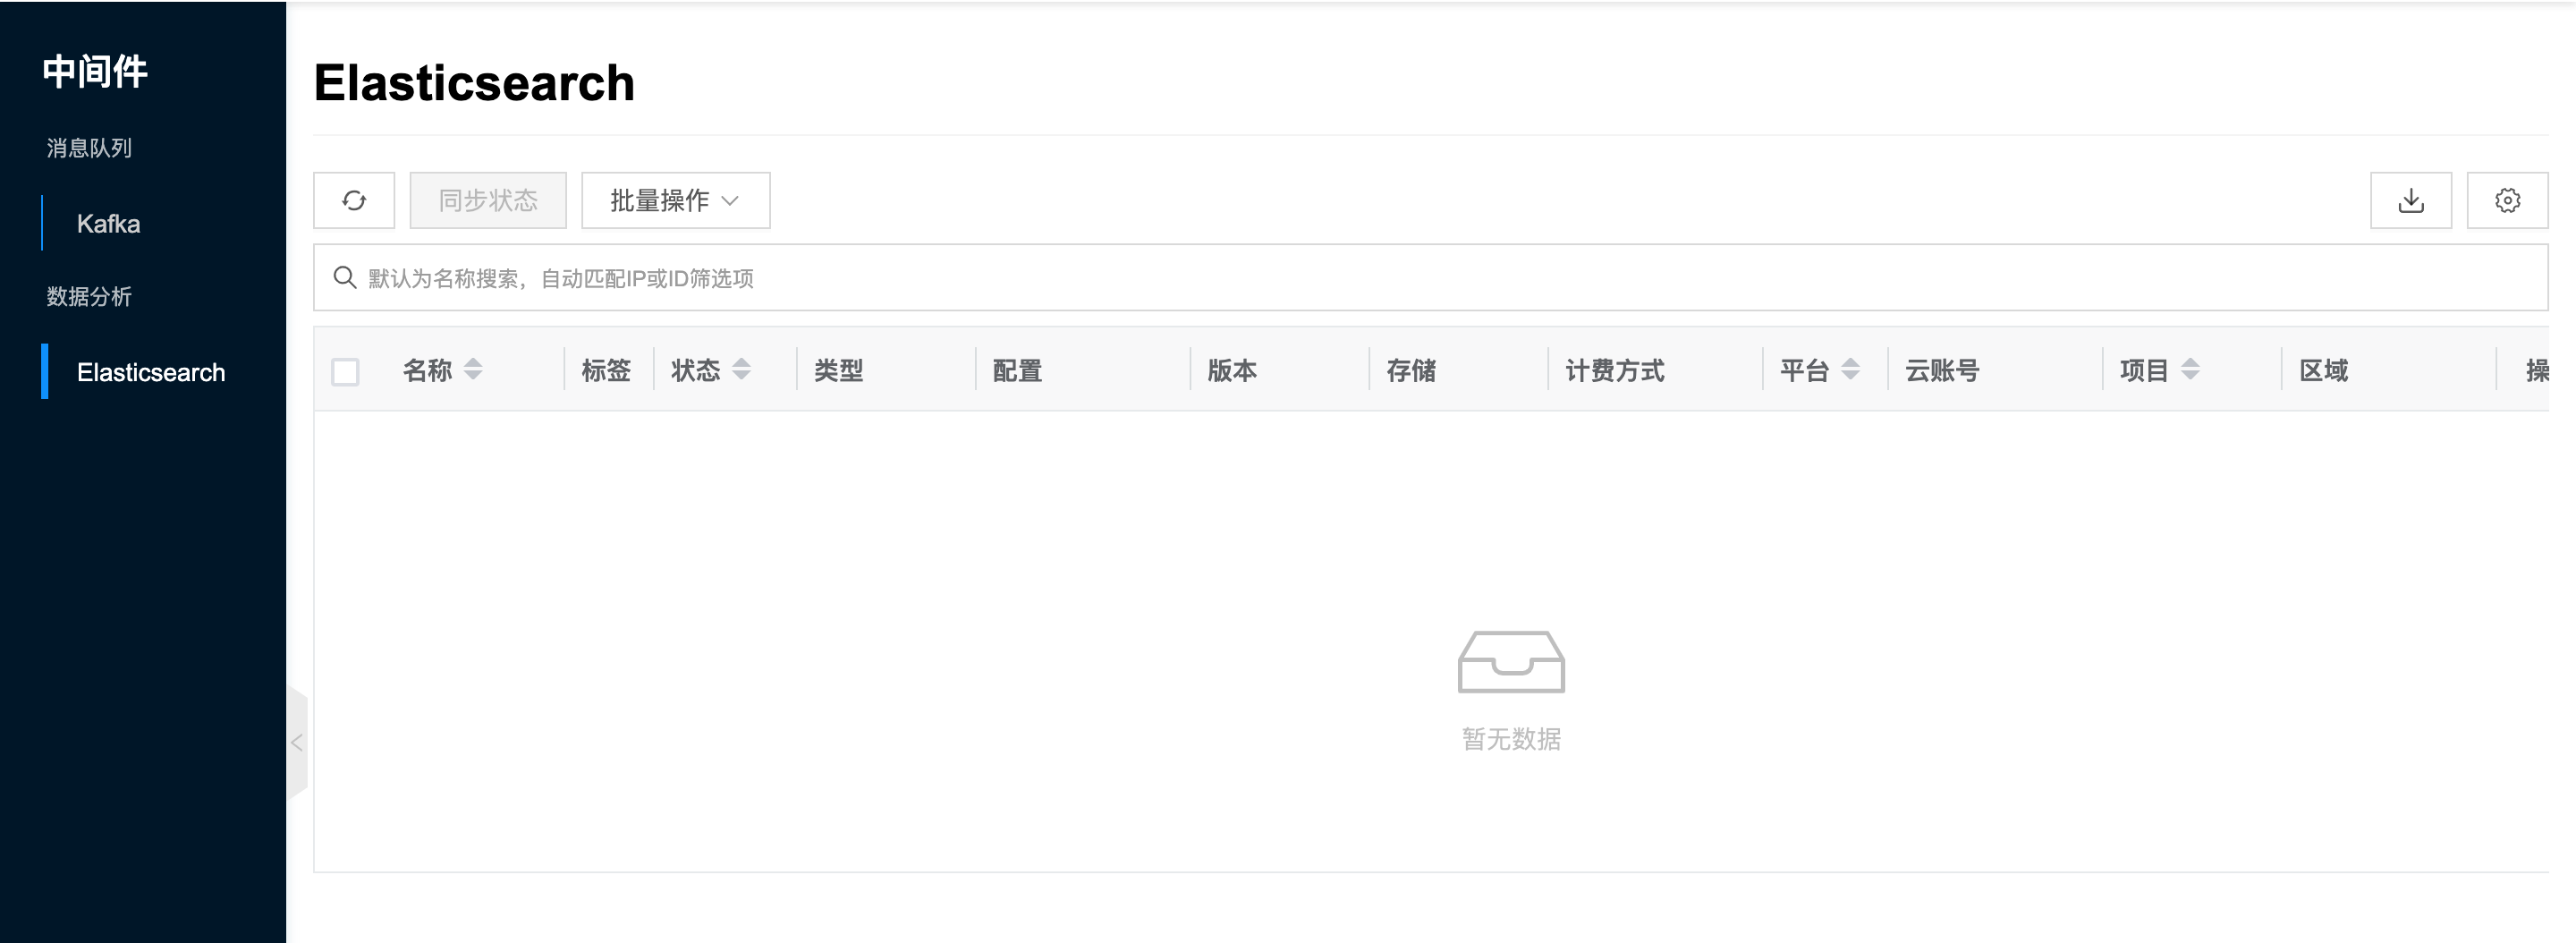 中间件
消息队列
Kafka
数据分析
Elasticsearch
Elasticsearch
同步状态 批量操作
默认为名称搜索，自动匹配IP或ID筛选项
名称 标签 状态 类型 配置 版本 存储 计费方式 平台 云账号 项目 区域 操
暂无数据